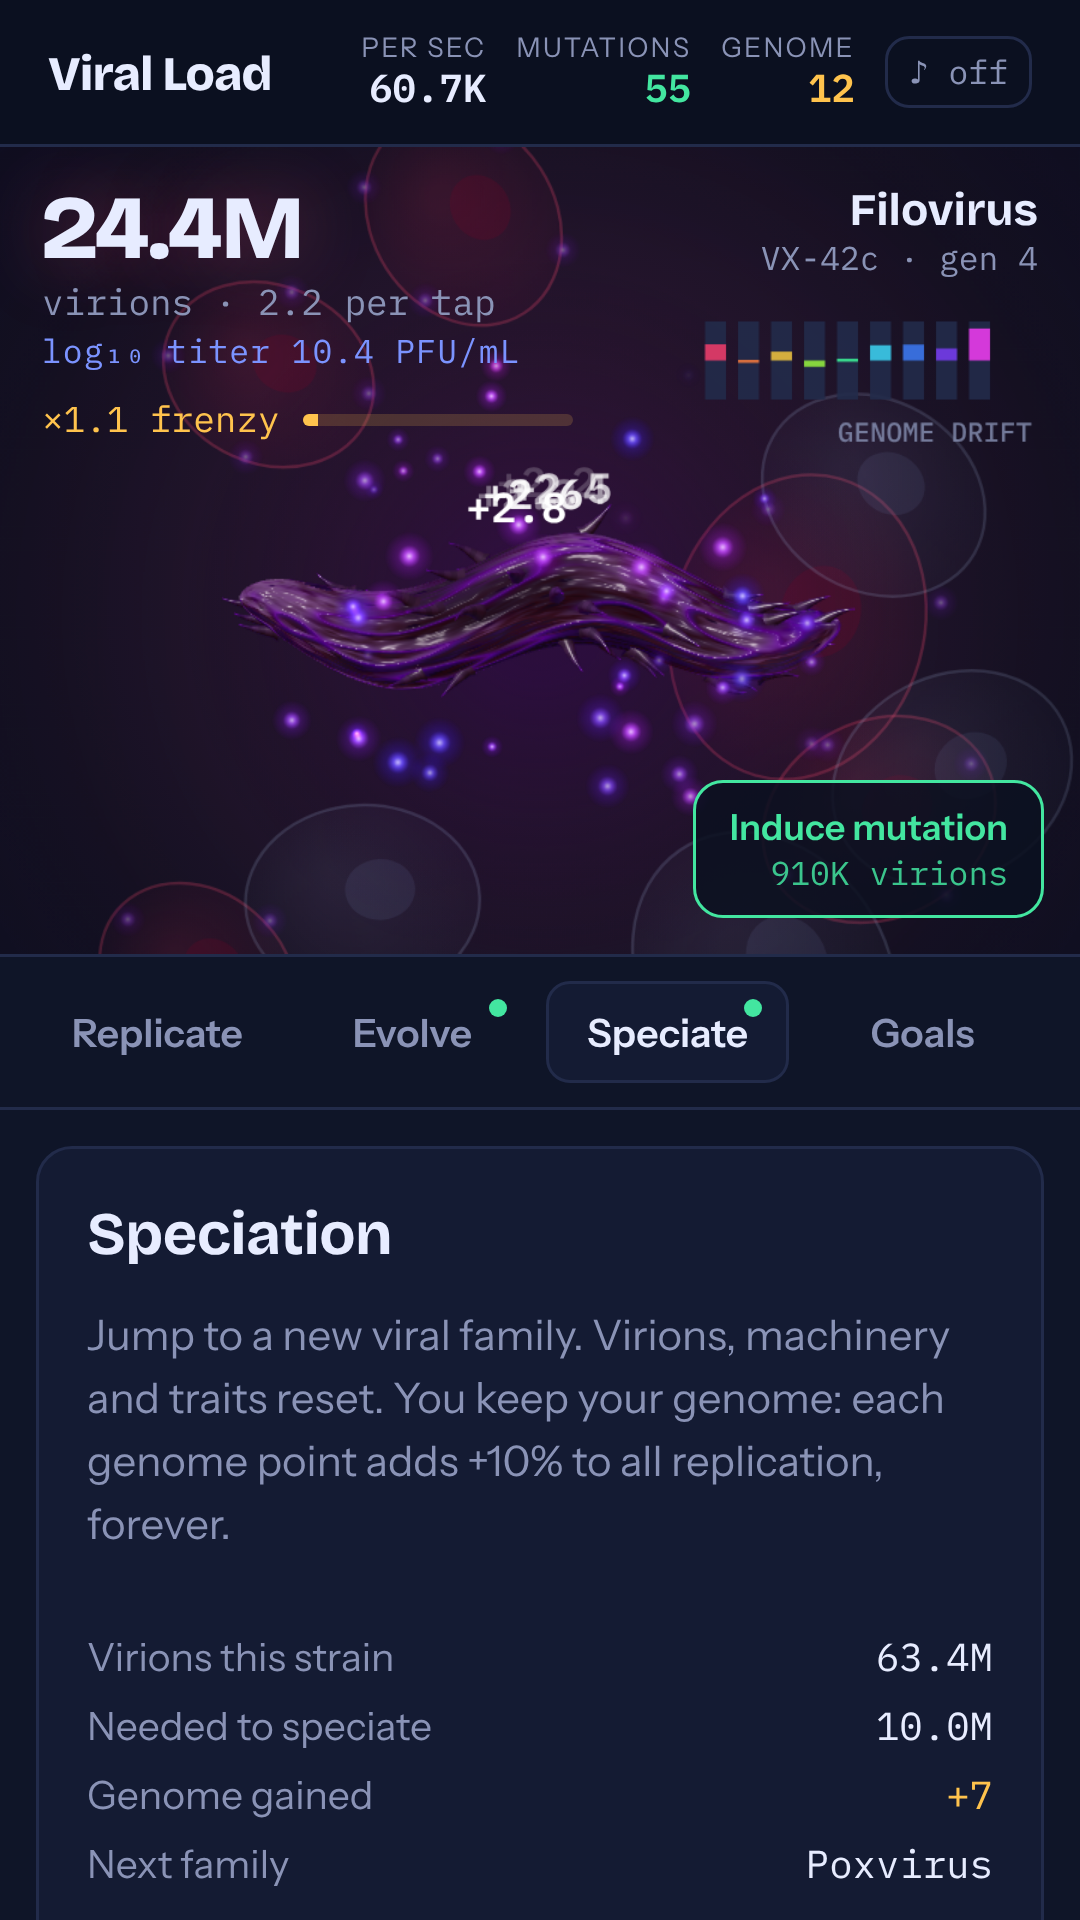 Viral Load
PER SEC
60.7K
MUTATIONS
55
GENOME
12
♪ off
24.4M
virions · 2.2 per tap
log₁₀ titer 10.4 PFU/mL
×1.1 frenzy
Filovirus
VX-42c · gen 4
GENOME DRIFT
+2.8
Induce mutation
910K virions
Replicate
Evolve
Speciate
Goals
Speciation
Jump to a new viral family. Virions, machinery
and traits reset. You keep your genome: each
genome point adds +10% to all replication,
forever.
Virions this strain
63.4M
Needed to speciate
10.0M
Genome gained
+7
Next family
Poxvirus